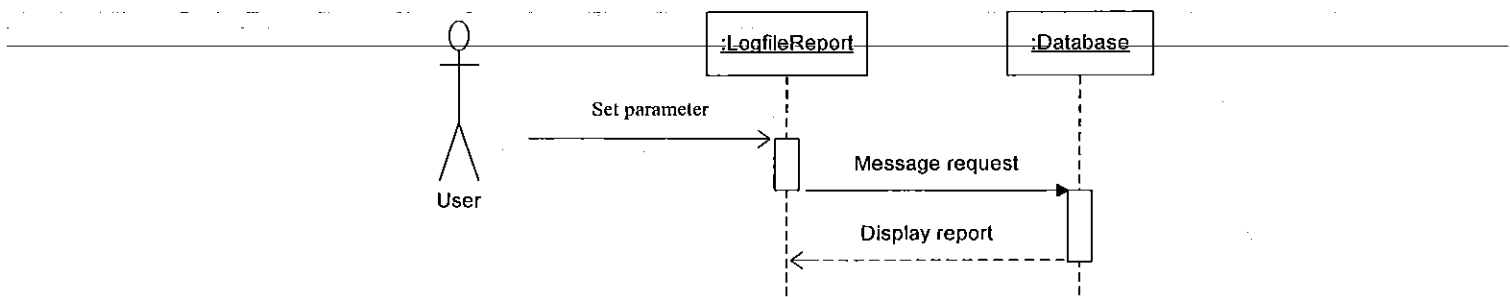 :LogfileReport
:Database
Set parameter
Message request
User
Display report